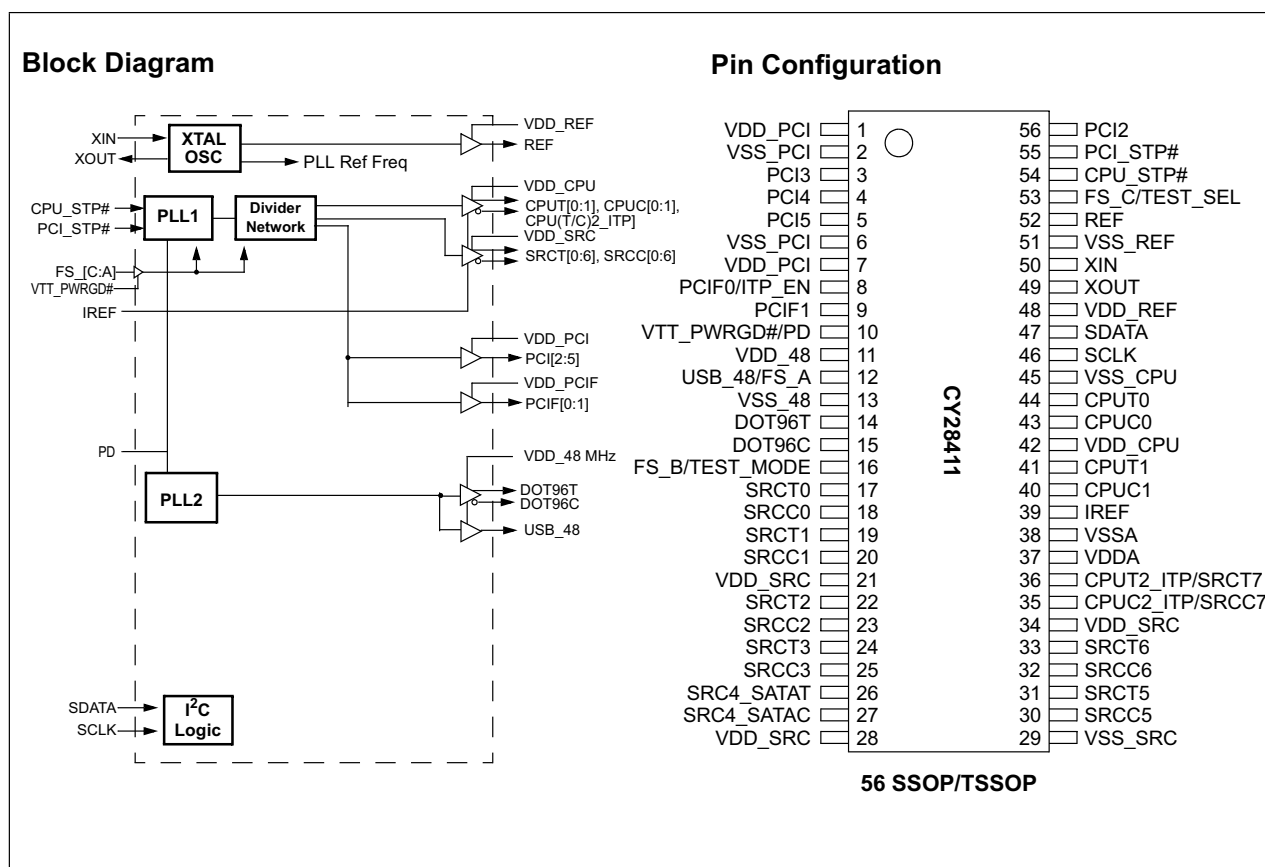 Block Diagram
XIN
XOUT
XTAL
OSC
PLL Ref Freq
VDD_REF
REF
CPU_STP#
PCI_STP#
PLL1
Divider
Network
VDD_CPU
CPUT[0:1], CPUC[0:1],
CPU(T/C)2_ITP]
VDD_SRC
SRCT[0:6], SRCC[0:6]
FS_[C:A]
VTT_PWRGD#
IREF
VDD_PCI
PCI[2:5]
VDD_PCIF
PCIF[0:1]
PD
PLL2
VDD_48 MHz
DOT96T
DOT96C
USB_48
SDATA
SCLK
I2C
Logic
Pin Configuration
VDD_PCI 1 56 PCI2
VSS_PCI 2 55 PCI_STP#
PCI3 3 54 CPU_STP#
PCI4 4 53 FS_C/TEST_SEL
PCI5 5 52 REF
VSS_PCI 6 51 VSS_REF
VDD_PCI 7 50 XIN
PCIF0/ITP_EN 8 49 XOUT
PCIF1 9 48 VDD_REF
VTT_PWRGD#/PD 10 47 SDATA
VDD_48 11 46 SCLK
USB_48/FS_A 12 45 VSS_CPU
VSS_48 13 44 CPUT0
DOT96T 14 43 CPUC0
DOT96C 15 42 VDD_CPU
FS_B/TEST_MODE 16 41 CPUT1
SRCT0 17 40 CPUC1
SRCC0 18 39 IREF
SRCT1 19 38 VSSA
SRCC1 20 37 VDDA
VDD_SRC 21 36 CPUT2_ITP/SRCT7
SRCT2 22 35 CPUC2_ITP/SRCC7
SRCC2 23 34 VDD_SRC
SRCT3 24 33 SRCT6
SRCC3 25 32 SRCC6
SRC4_SATAT 26 31 SRCT5
SRC4_SATAC 27 30 SRCC5
VDD_SRC 28 29 VSS_SRC
CY28411
56 SSOP/TSSOP